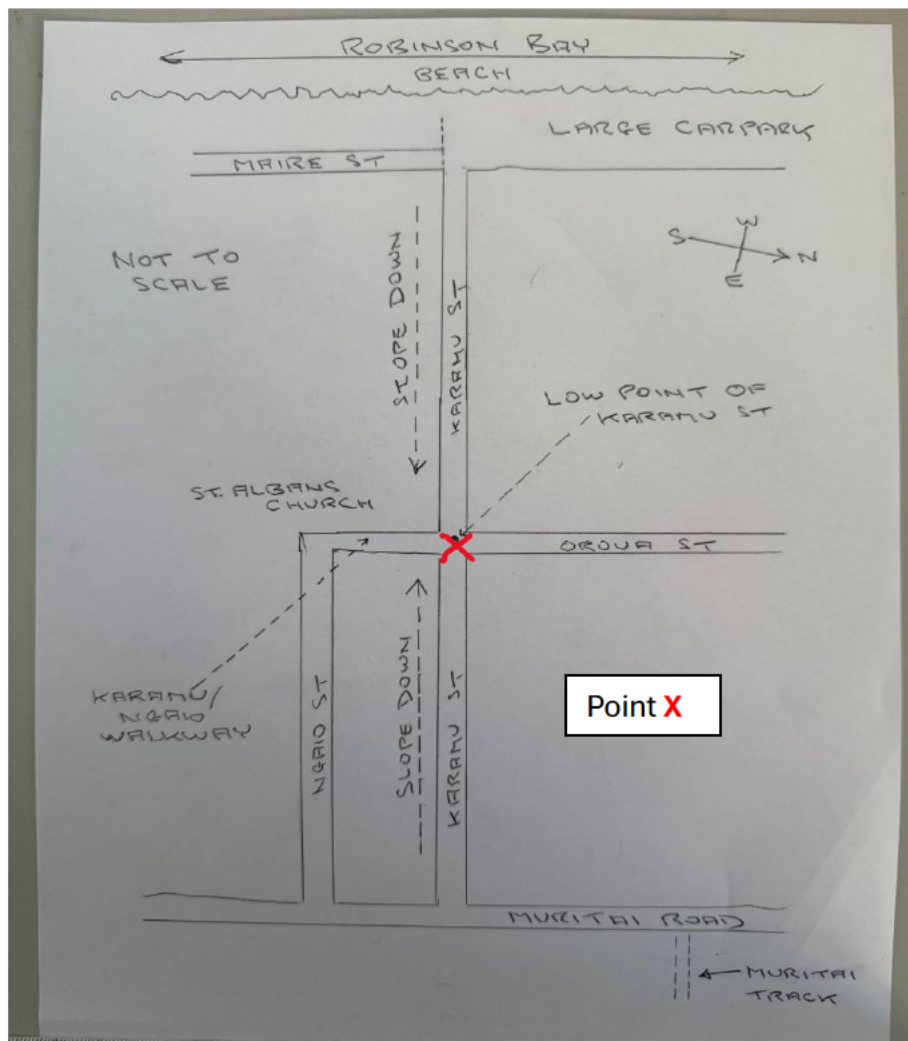 ROBINSON BAY
BEACH
LARGE CARPARK
MAIRE ST
W
S
N
E
NOT TO
SCALE
SLOPE DOWN
KARAMU ST
LOW POINT OF
KARAMU ST
ST. ALBANS
CHURCH
X
OROUA ST
KARAMU/
NGAIO
WALKWAY
NGAIO ST
SLOPE DOWN
KARAMU ST
Point X
MURITAI ROAD
MURITAI
TRACK